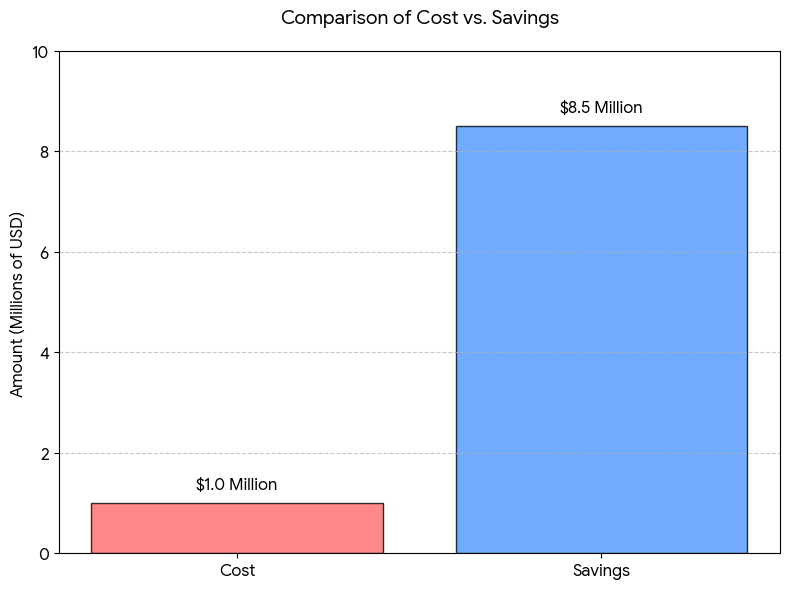 Comparison of Cost vs. Savings
Amount (Millions of USD)
10
8
6
4
2
0
$8.5 Million
$1.0 Million
Cost
Savings